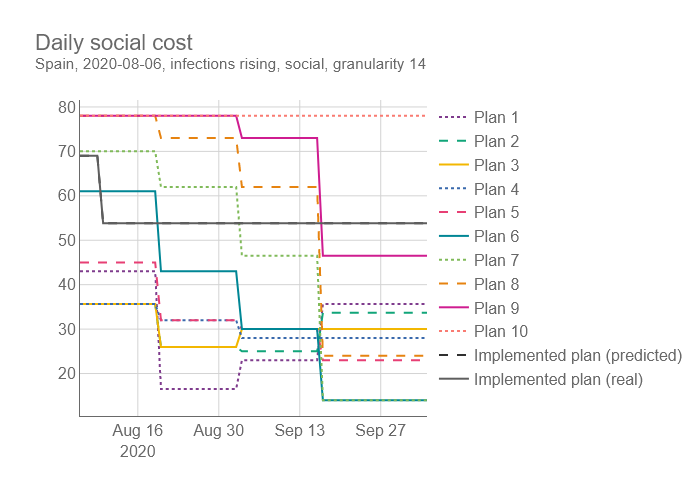 Daily social cost
Spain, 2020-08-06, infections rising, social, granularity 14
80
70
60
50
40
30
20
Aug 16
2020
Aug 30
Sep 13
Sep 27
Plan 1
Plan 2
Plan 3
Plan 4
Plan 5
Plan 6
Plan 7
Plan 8
Plan 9
Plan 10
Implemented plan (predicted)
Implemented plan (real)